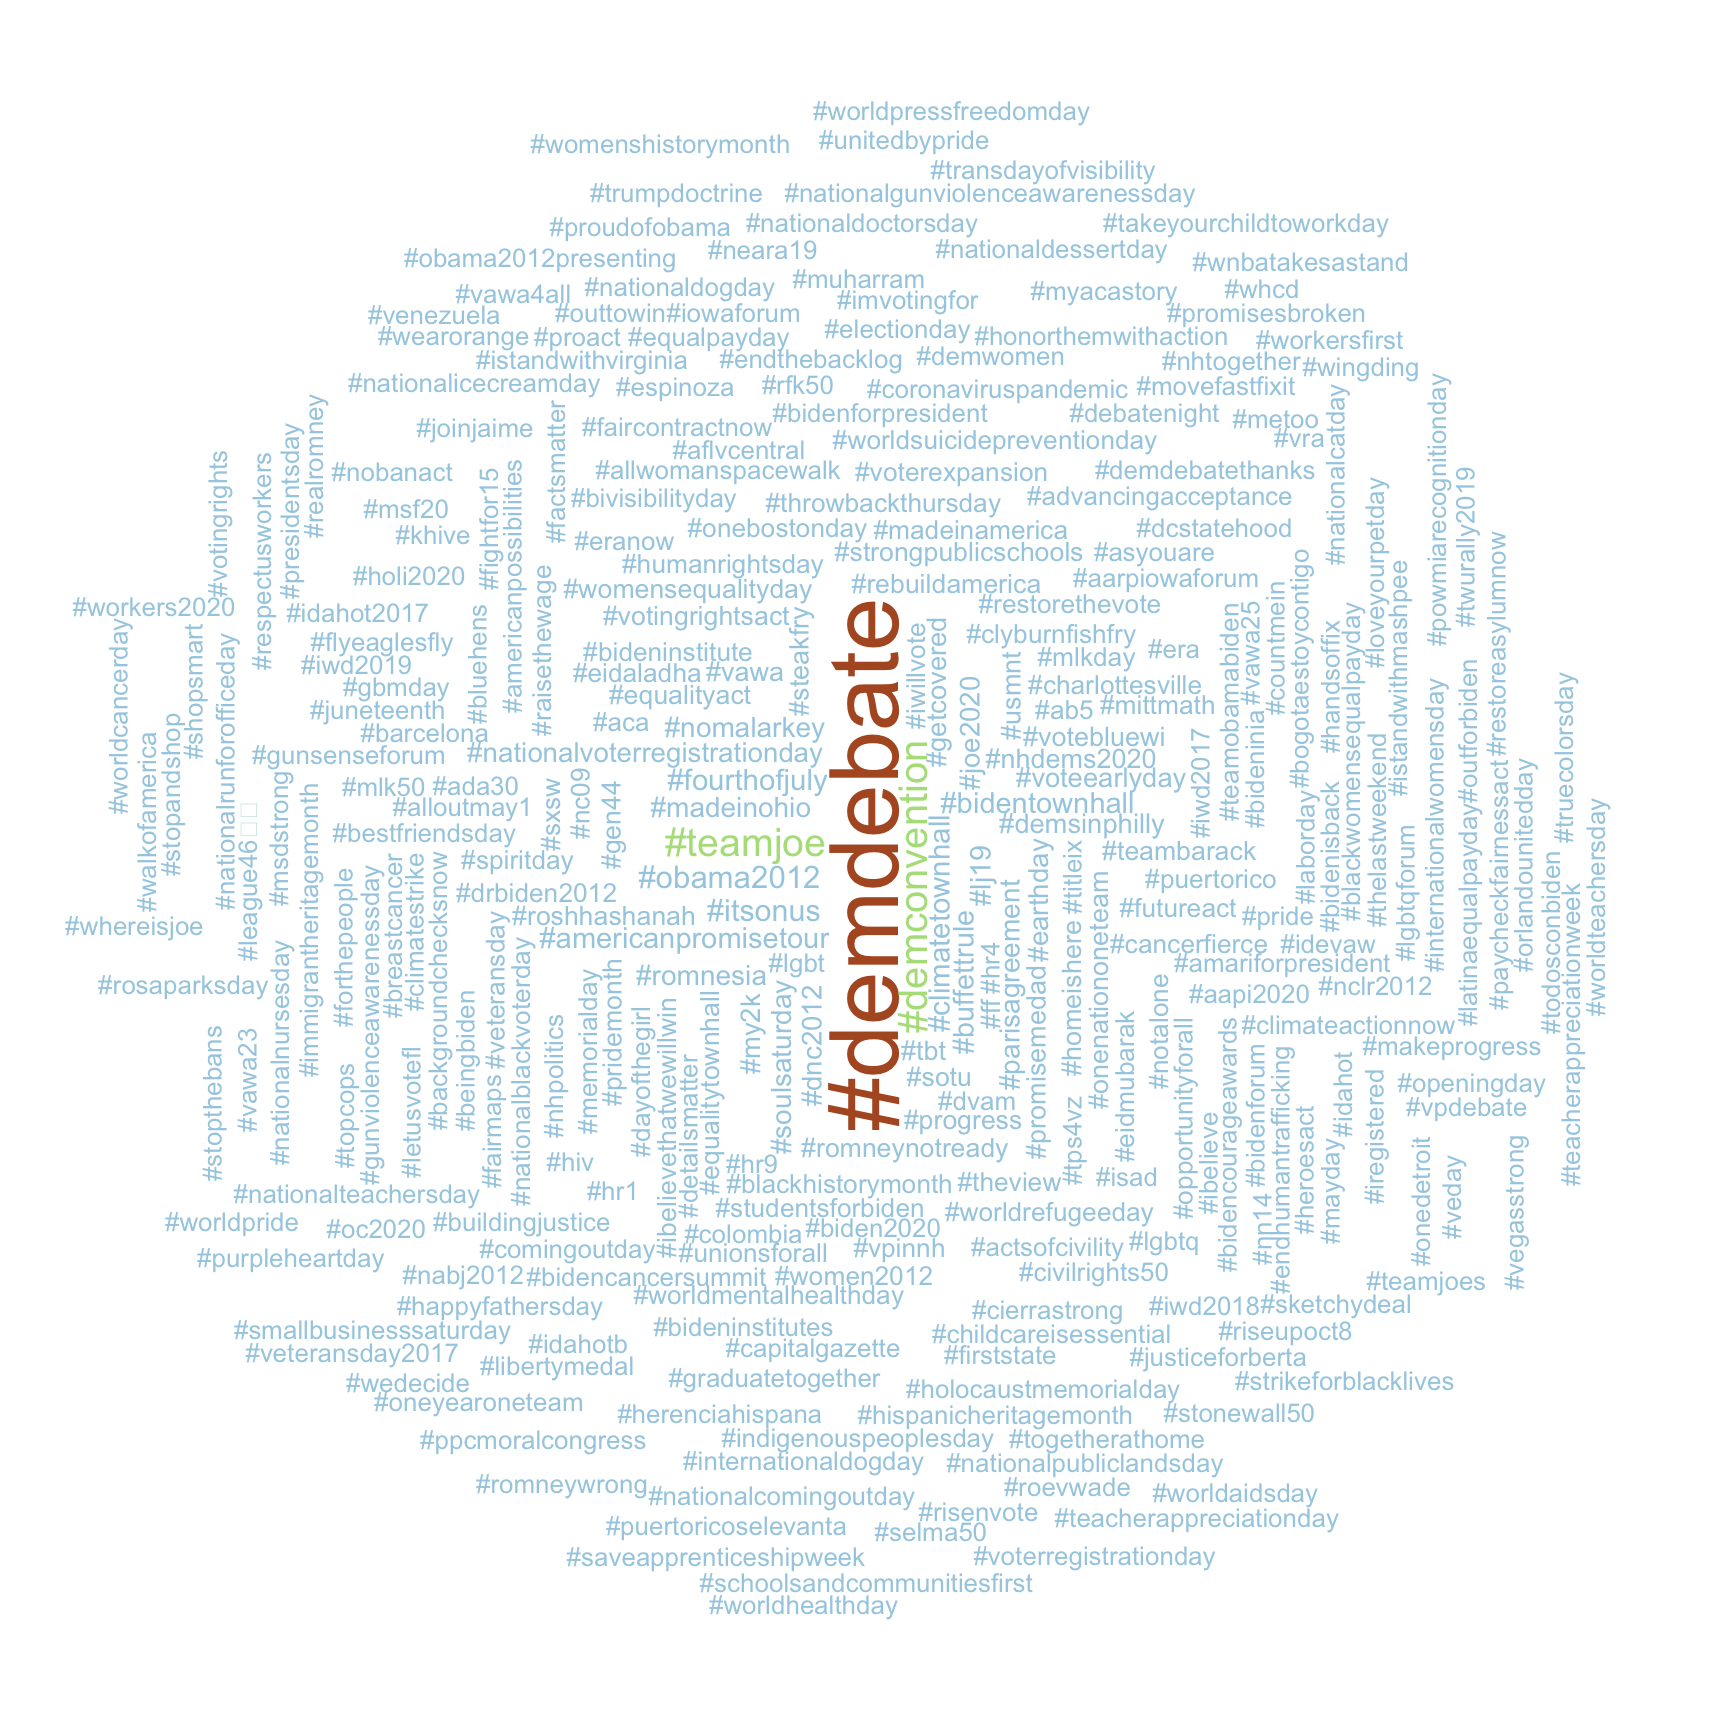 #worldpressfreedomday
#womenshistorymonth
#unitedbypride
#transdayofvisibility
#trumpdoctrine
#nationalgunviolenceawarenessday
#proudofobama
#nationaldoctorsday
#takeyourchildtoworkday
#obama2012presenting
#neara19
#nationaldessertday
#wnbatakesastand
#vawa4all
#nationaldogday
#muharram
#imvotingfor
#myacastory
#whcd
#venezuela
#outtowin
#iowaforum
#promisesbroken
#wearorange
#proact
#equalpayday
#electionday
#honorthemwithaction
#workersfirst
#istandwithvirginia
#endthebacklog
#demwomen
#nhtogether
#wingding
#nationalicecreamday
#espinoza
#rfk50
#coronaviruspandemic
#movefastfixit
#joinjaime
#faircontractnow
#bidenforpresident
#debatenight
#metoo
#vra
#aflvcentral
#worldsuicidepreventionday
#nobanact
#allwomanspacewalk
#voterexpansion
#demdebatethanks
#msf20
#bivisibilityday
#throwbackthursday
#advancingacceptance
#khive
#eranow
#onebostonday
#madeinamerica
#dcstatehood
#strongpublicschools
#asyouare
#holi2020
#humanrightsday
#womensequalityday
#rebuildamerica
#aarpiowaforum
#workers2020
#idahot2017
#votingrightsact
#restorethevote
#flyeaglesfly
#bideninstitute
#clyburnfishfry
#iwd2019
#eidaladha
#vawa
#mlkday
#era
#gbmday
#equalityact
#charlottesville
#juneteenth
#aca
#nomalarkey
#ab5
#mittmath
#barcelona
#votebluewi
#gunsenseforum
#nationalvoterregistrationday
#nhdems2020
#mlk50
#ada30
#fourthofjuly
#voteearlyday
#alloutmay1
#madeinohio
#bidentownhall
#bestfriendsday
#demsinphilly
#teamjoe
#spiritday
#teambarack
#drbiden2012
#obama2012
#puertorico
#whereisjoe
#roshhashanah
#itsonus
#futureact
#pride
#americanpromisetour
#cancerfierce
#idevaw
#rosaparksday
#romnesia
#lgbt
#amariforpresident
#aapi2020
#nclr2012
#climateactionnow
#makeprogress
#tbt
#sotu
#openingday
#dvam
#vpdebate
#progress
#romneynotready
#hiv
#hr9
#nationalteachersday
#hr1
#blackhistorymonth
#theview
#isad
#worldpride
#oc2020
#buildingjustice
#studentsforbiden
#worldrefugeeday
#colombia
#biden2020
#purpleheartday
#comingoutday
#unionsforall
#vpinnh
#actsofcivility
#lgbtq
#nabj2012
#bidencancersummit
#women2012
#civilrights50
#teamjoes
#happyfathersday
#worldmentalhealthday
#cierrastrong
#iwd2018
#sketchydeal
#smallbusinesssaturday
#bideninstitutes
#childcareisessential
#riseupoct8
#veteransday2017
#idahotb
#capitalgazette
#firststate
#justiceforberta
#libertymedal
#wedecide
#graduatetogether
#holocaustmemorialday
#strikeforblacklives
#oneyearoneteam
#herenciahispana
#hispanicheritagemonth
#stonewall50
#ppcmoralcongress
#indigenouspeoplesday
#togetherathome
#internationaldogday
#nationalpubliclandsday
#romneywrong
#nationalcomingoutday
#roevwade
#worldaidsday
#puertoricoselevanta
#risenvote
#selma50
#teacherappreciationday
#saveapprenticeshipweek
#voterregistrationday
#schoolsandcommunitiesfirst
#worldhealthday
#worldcancerday
#walkofamerica
#stopandshop
#shopsmart
#votingrights
#nationalrunforofficeday
#league46
#respectusworkers
#presidentsday
#realromney
#msdstrong
#immigrantheritagemonth
#stopthebans
#vawa23
#nationalnursesday
#forthepeople
#topcops
#gunviolenceawarenessday
#breastcancer
#climatestrike
#letusvotefl
#backgroundchecksnow
#beingbiden
#bluehens
#fightfor15
#americanpossibilities
#factsmatter
#raisethewage
#veteransday
#fairmaps
#nationalblackvoterday
#sxsw
#nc09
#gen44
#nhpolitics
#memorialday
#pridemonth
#dayofthegirl
#ibelievethatwewillwin
#detailsmatter
#equalitytownhall
#my2k
#soulsaturday
#dnc2012
#steakfry
#demdebate
#demconvention
#iwillvote
#getcovered
#climatetownhall
#buffettrule
#joe2020
#lj19
#ff
#hr4
#usmnt
#parisagreement
#earthday
#promisemedad
#titleix
#homeishere
#tps4vz
#onenationoneteam
#eidmubarak
#notalone
#opportunityforall
#iwd2017
#ibelieve
#teamobamabiden
#bidencourageawards
#vawa25
#bideninia
#bidenforum
#nn14
#countmein
#endhumantrafficking
#bogotaestoycontigo
#laborday
#heroesact
#nationalcatday
#handsoffix
#bidenisback
#mayday
#idahot
#blackwomensequalpayday
#loveyourpetday
#thelastweekend
#iregistered
#istandwithmashpee
#lgbtqforum
#onedetroit
#powmiarecognitionday
#internationalwomensday
#veday
#twurally2019
#outforbiden
#latinaequalpayday
#restoreasylumnow
#paycheckfairnessact
#vegasstrong
#orlandounitedday
#todosconbiden
#truecolorsday
#teacherappreciationweek
#worldteachersday